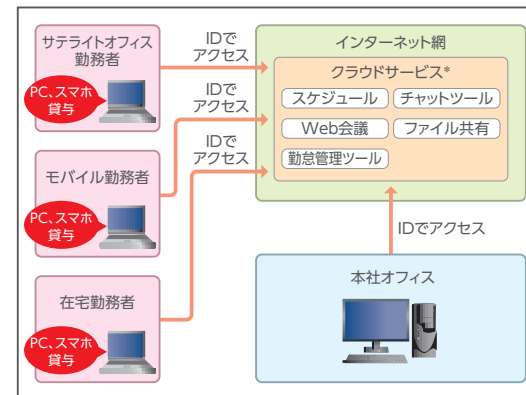 サテライトオフィス
勤務者
PC、スマホ
貸与
モバイル勤務者
PC、スマホ
貸与
在宅勤務者
PC、スマホ
貸与
IDで
アクセス
IDで
アクセス
IDで
アクセス
インターネット網
クラウドサービス*
スケジュール
チャットツール
Web会議
ファイル共有
勤怠管理ツール
IDでアクセス
本社オフィス